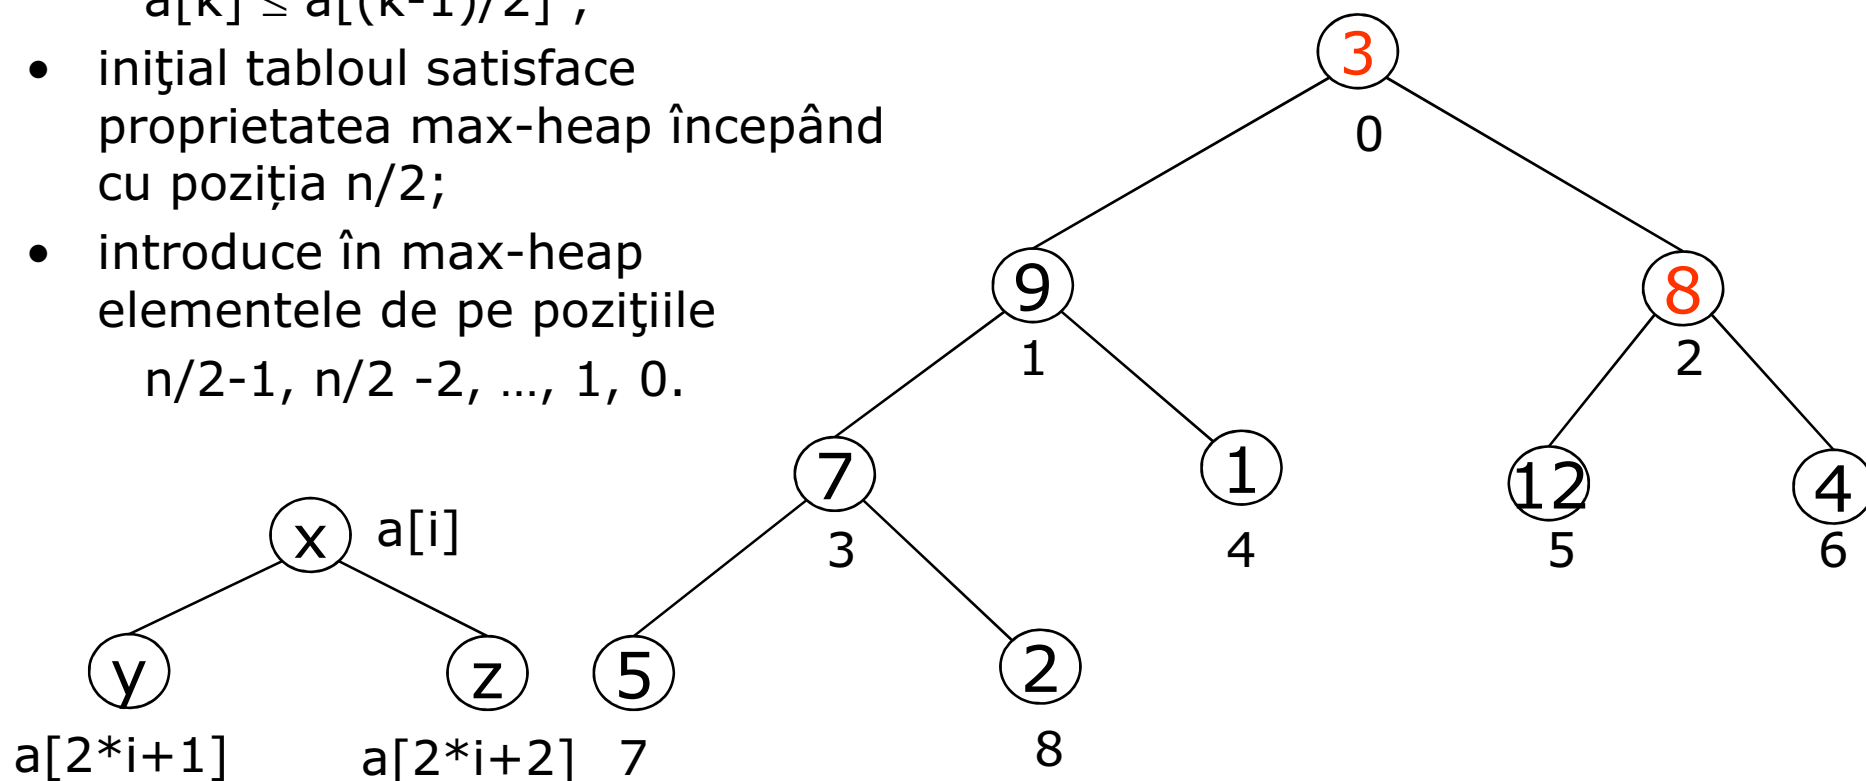 a[k] ≤ a[(k-1)/2] ;
• iniţial tabloul satisface
proprietatea max-heap începând
cu poziția n/2;
• introduce în max-heap
elementele de pe poziţiile
n/2-1, n/2 -2, …, 1, 0.
3
0
9
8
1
2
7
1
12
4
3
4
5
6
x a[i]
y
z
5
2
a[2*i+1]
a[2*i+2]
7
8